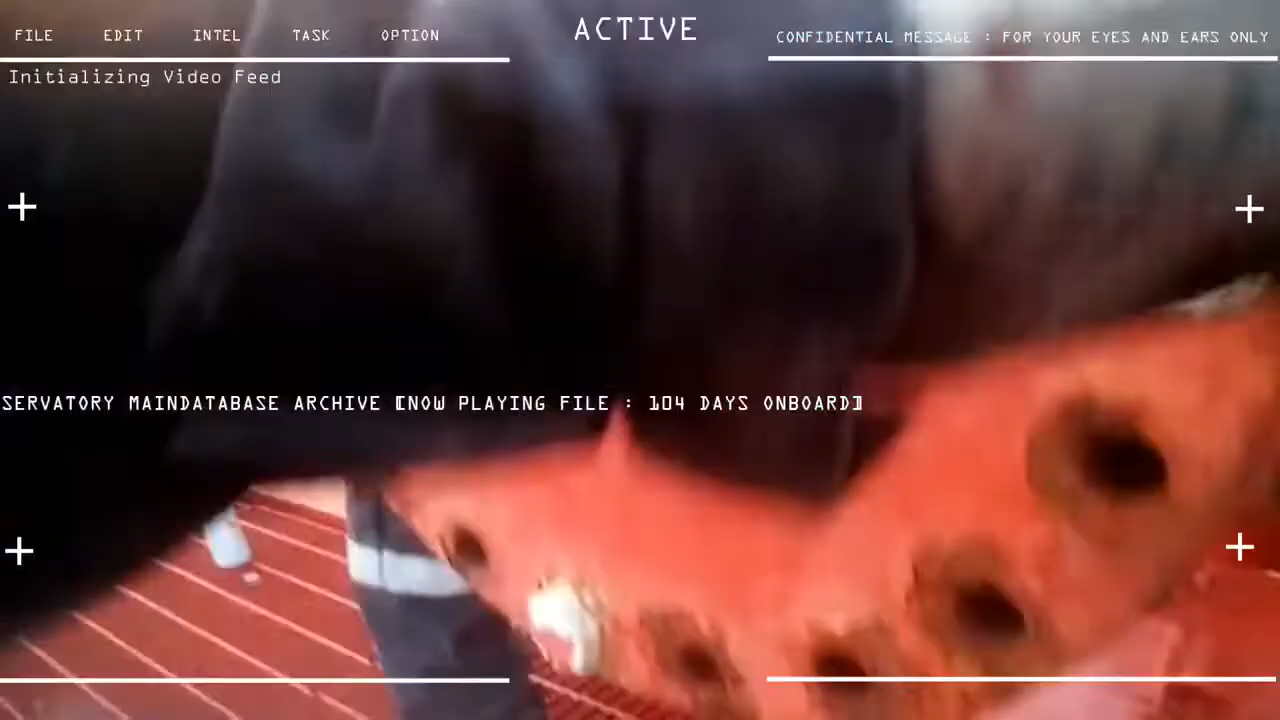 FILE EDIT INTEL TASK OPTION
ACTIVE
CONFIDENTIAL MESSAGE : FOR YOUR EYES AND EARS ONLY
Initializing Video Feed
SERVATORY MAINDATABASE ARCHIVE [NOW PLAYING FILE : 104 DAYS ONBOARD]